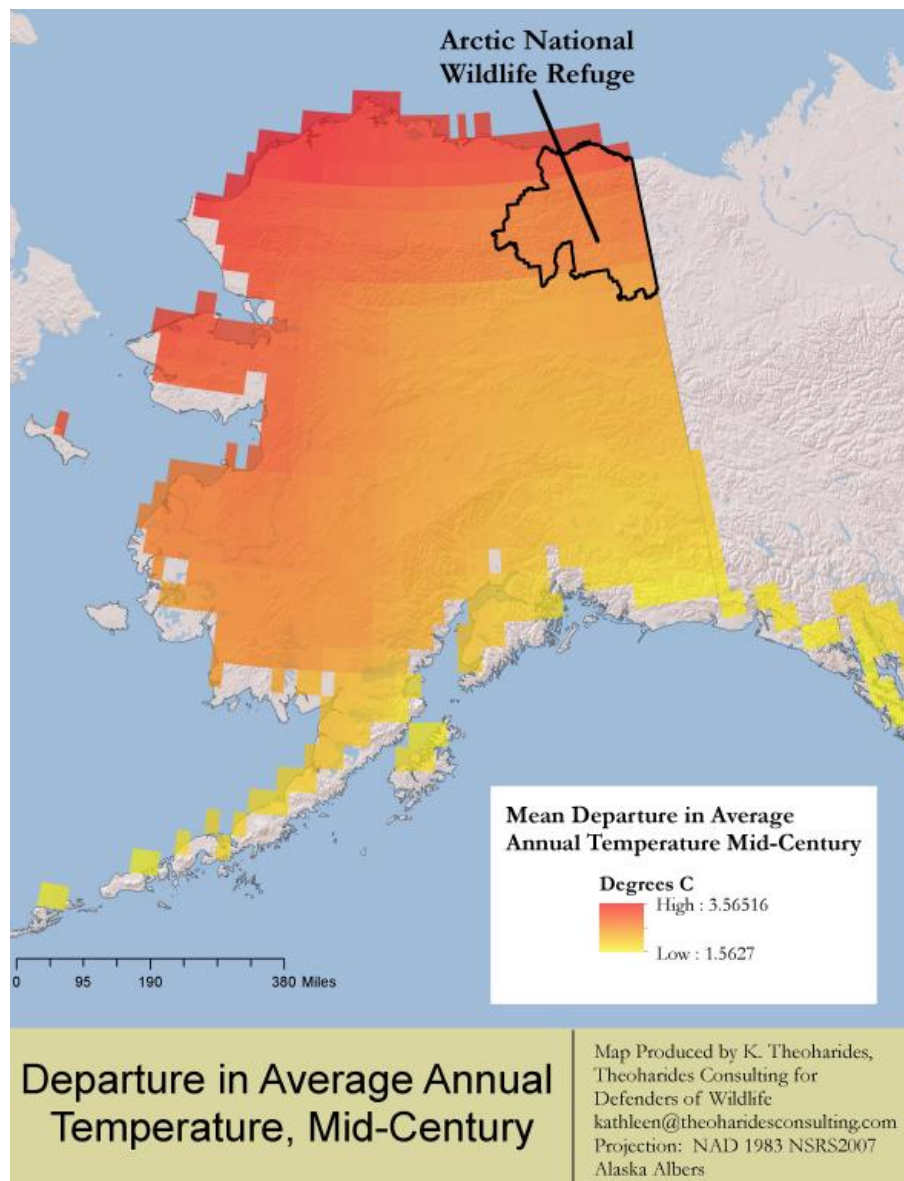 Arctic National
Wildlife Refuge
Mean Departure in Average
Annual Temperature Mid-Century
Degrees C
High : 3.56516
Low : 1.5627
0 95 190 380 Miles
Departure in Average Annual
Temperature, Mid-Century
Map Produced by K. Theoharides,
Theoharides Consulting for
Defenders of Wildlife
kathleen@theoharidesconsulting.com
Projection: NAD 1983 NSRS2007
Alaska Albers